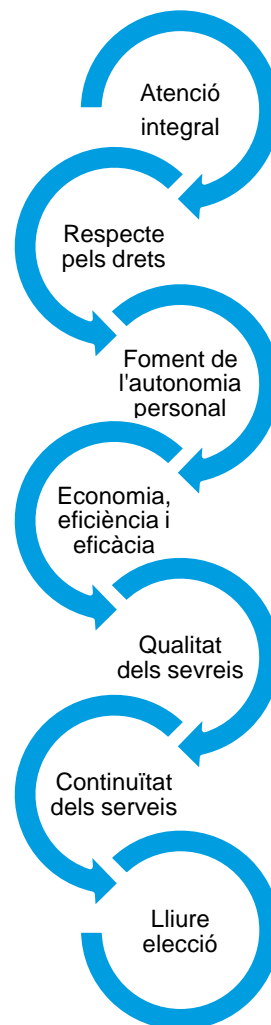 Atenció
integral
Respecte
pels drets
Foment de
l'autonomia
personal
Economia,
eficiència i
eficàcia
Qualitat
dels sevreis
Continuïtat
dels serveis
Lliure
elecció